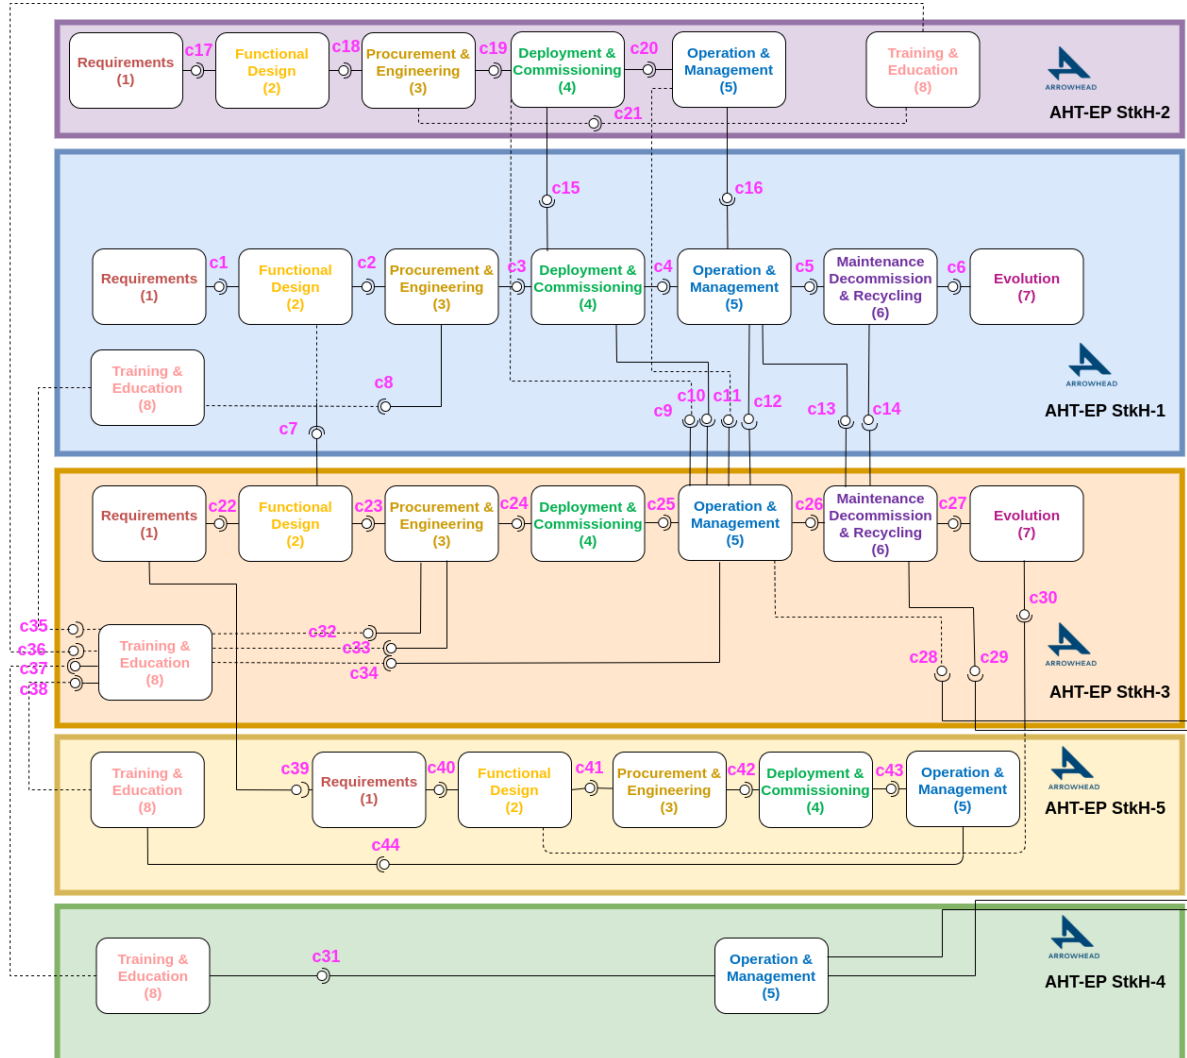 c17
c18
c19
c20
Requirements
(1)
Functional
Design
(2)
Procurement &
Engineering
(3)
Deployment &
Commissioning
(4)
Operation &
Management
(5)
Training &
Education
(8)
ARROWHEAD
AHT-EP StkH-2
c21
c15
c16
c1
c2
c3
c4
c5
c6
Requirements
(1)
Functional
Design
(2)
Procurement &
Engineering
(3)
Deployment &
Commissioning
(4)
Operation &
Management
(5)
Maintenance
Decommission
& Recycling
(6)
Evolution
(7)
Training &
Education
(8)
c8
c7
c9
c10
c11
c12
c13
c14
ARROWHEAD
AHT-EP StkH-1
c22
c23
c24
c25
c26
c27
Requirements
(1)
Functional
Design
(2)
Procurement &
Engineering
(3)
Deployment &
Commissioning
(4)
Operation &
Management
(5)
Maintenance
Decommission
& Recycling
(6)
Evolution
(7)
c30
c35
c36
c37
c38
Training &
Education
(8)
c32
c33
c34
c28
c29
ARROWHEAD
AHT-EP StkH-3
Training &
Education
(8)
c39
Requirements
(1)
c40
Functional
Design
(2)
c41
Procurement &
Engineering
(3)
c42
Deployment &
Commissioning
(4)
c43
Operation &
Management
(5)
c44
ARROWHEAD
AHT-EP StkH-5
Training &
Education
(8)
c31
Operation &
Management
(5)
ARROWHEAD
AHT-EP StkH-4